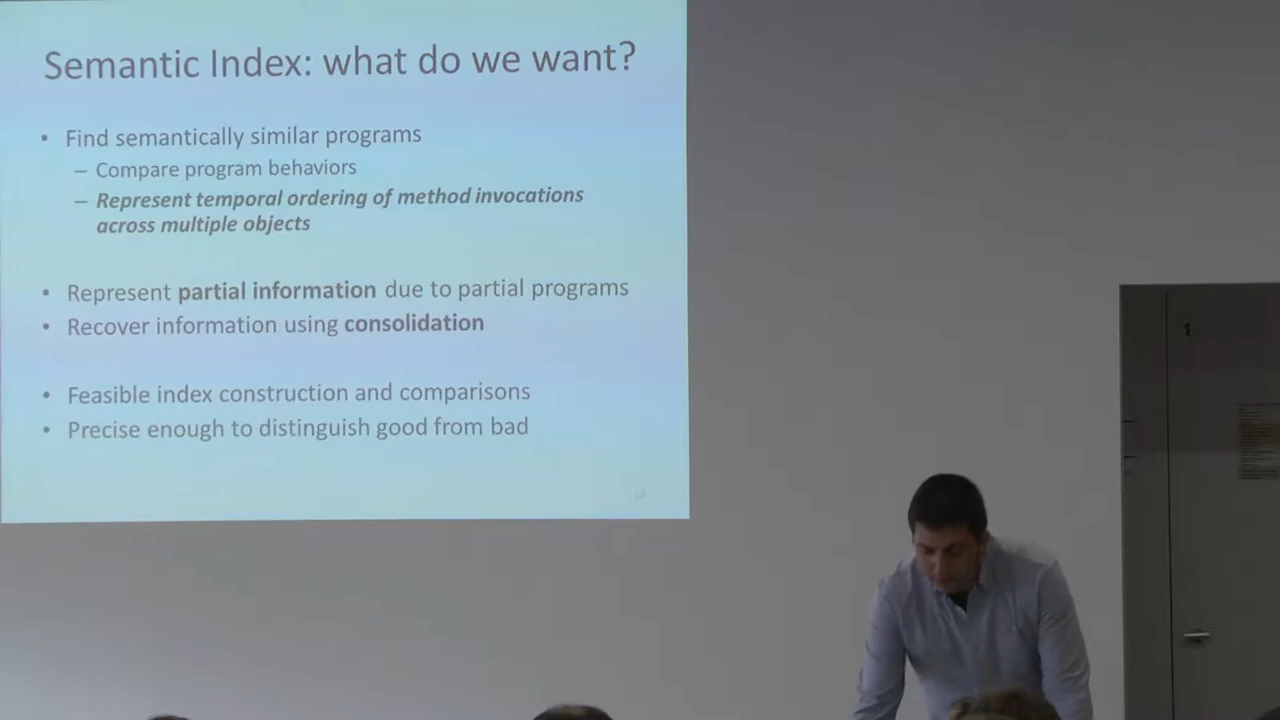 Semantic Index: what do we want?
• Find semantically similar programs
– Compare program behaviors
– Represent temporal ordering of method invocations
across multiple objects
• Represent partial information due to partial programs
• Recover information using consolidation
• Feasible index construction and comparisons
• Precise enough to distinguish good from bad
1